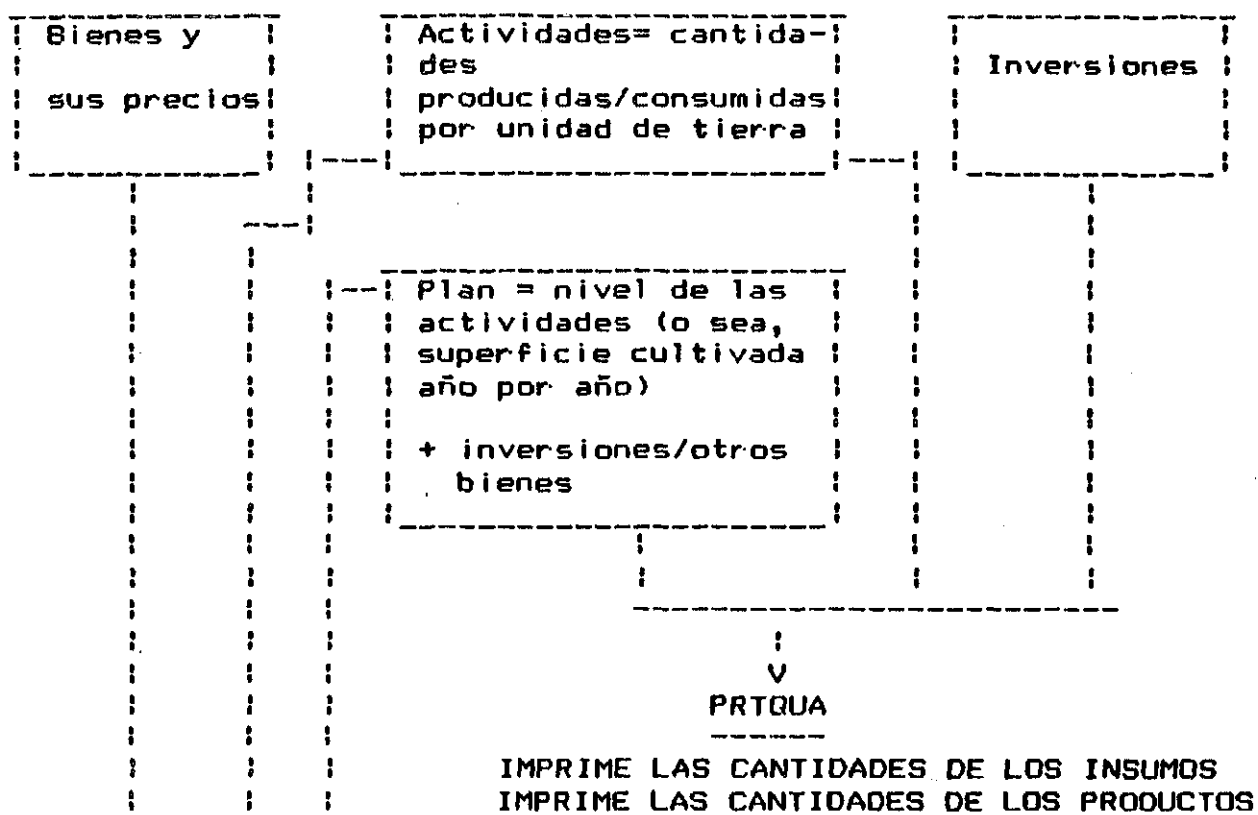 Bienes y
sus precios
Actividades= cantida-
des
producidas/consumidas
por unidad de tierra
Inversiones
Plan = nivel de las
actividades (o sea,
superficie cultivada
año por año)
+ inversiones/otros
bienes
PRTQUA
IMPRIME LAS CANTIDADES DE LOS INSUMOS
IMPRIME LAS CANTIDADES DE LOS PRODUCTOS